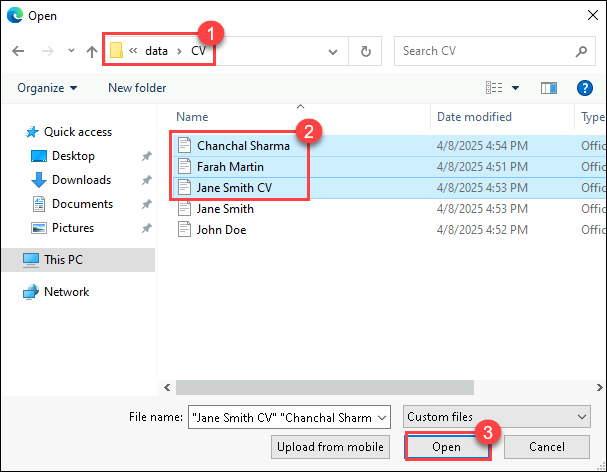 Open
1
« data > CV
Search CV
Organize
New folder
?
Name
Date modified
Type
2
Quick access
Desktop
Downloads
Documents
Pictures
This PC
Network
Chanchal Sharma 4/8/2025 4:54 PM Offic
Farah Martin 4/8/2025 4:51 PM Offic
Jane Smith CV 4/8/2025 4:53 PM Offic
Jane Smith 4/8/2025 4:53 PM Offic
John Doe 4/8/2025 4:52 PM Offic
File name: "Jane Smith CV" "Chanchal Sharm
Custom files
3
Upload from mobile
Open
Cancel